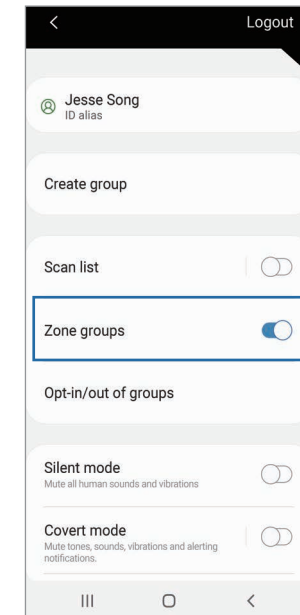 Logout
Jesse Song
ID alias
Create group
Scan list
Zone groups
Opt-in/out of groups
Silent mode
Mute all human sounds and vibrations
Covert mode
Mute tones, sounds, vibrations and alerting
notifications.